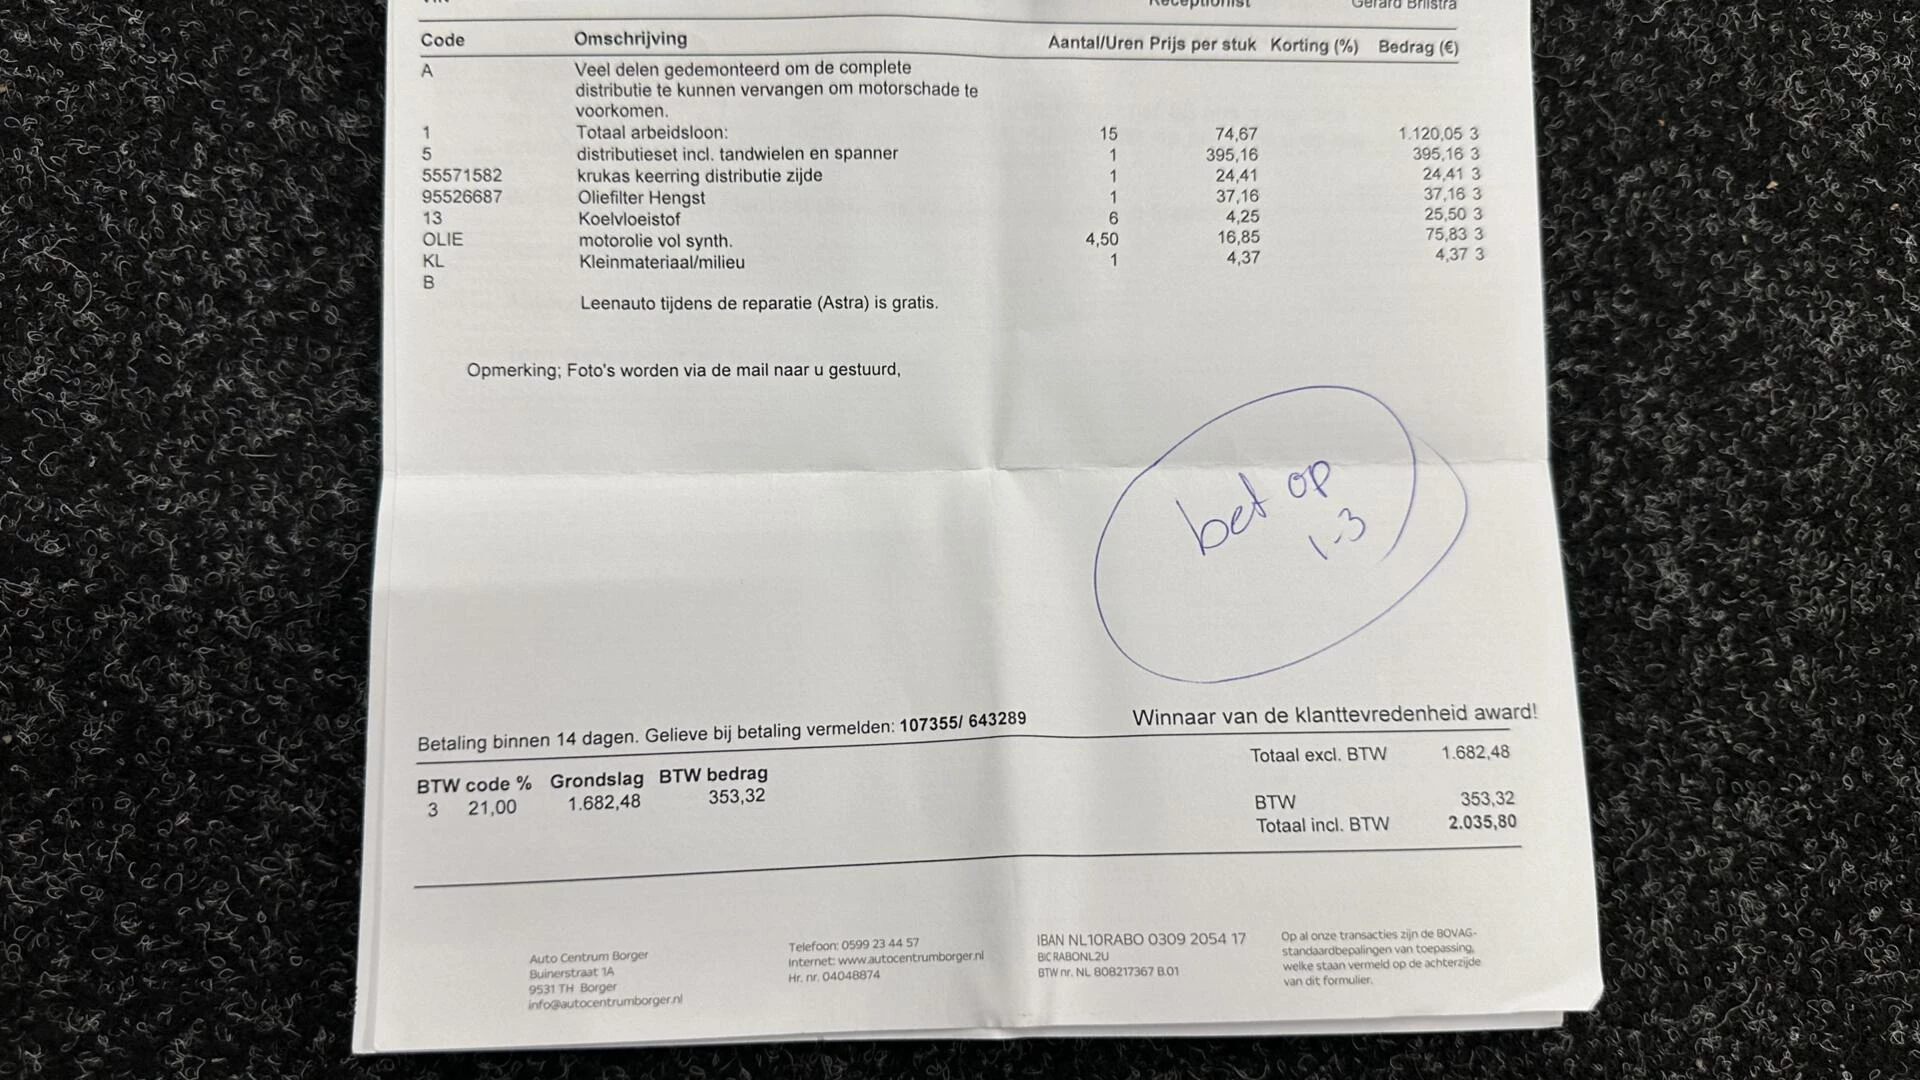 Receptionist Gerard Brilstra
Code Omschrijving Aantal/Uren Prijs per stuk Korting (%) Bedrag (€)
A Veel delen gedemonteerd om de complete
distributie te kunnen vervangen om motorschade te
voorkomen.
1 Totaal arbeidsloon: 15 74,67 1.120,05 3
5 distributieset incl. tandwielen en spanner 1 395,16 395,16 3
55571582 krukas keerring distributie zijde 1 24,41 24,41 3
95526687 Oliefilter Hengst 1 37,16 37,16 3
13 Koelvloeistof 6 4,25 25,50 3
OLIE motorolie vol synth. 4,50 16,85 75,83 3
KL Kleinmateriaal/milieu 1 4,37 4,37 3
B
Leenauto tijdens de reparatie (Astra) is gratis.
Opmerking; Foto's worden via de mail naar u gestuurd,
bet op
1-3
Betaling binnen 14 dagen. Gelieve bij betaling vermelden: 107355/ 643289
Winnaar van de klanttevredenheid award!
BTW code % Grondslag BTW bedrag
3 21,00 1.682,48 353,32
Totaal excl. BTW 1.682,48
BTW 353,32
Totaal incl. BTW 2.035,80
Auto Centrum Borger
Buinerstraat 1A
9531 TH Borger
info@autocentrumborger.nl
Telefoon: 0599 23 44 57
Internet: www.autocentrumborger.nl
Hr. nr. 04048874
IBAN NL10RABO 0309 2054 17
BIC RABONL2U
BTW nr. NL 808217367 B.01
Op al onze transacties zijn de BOVAG-
standaardbepalingen van toepassing,
welke staan vermeld op de achterzijde
van dit formulier.